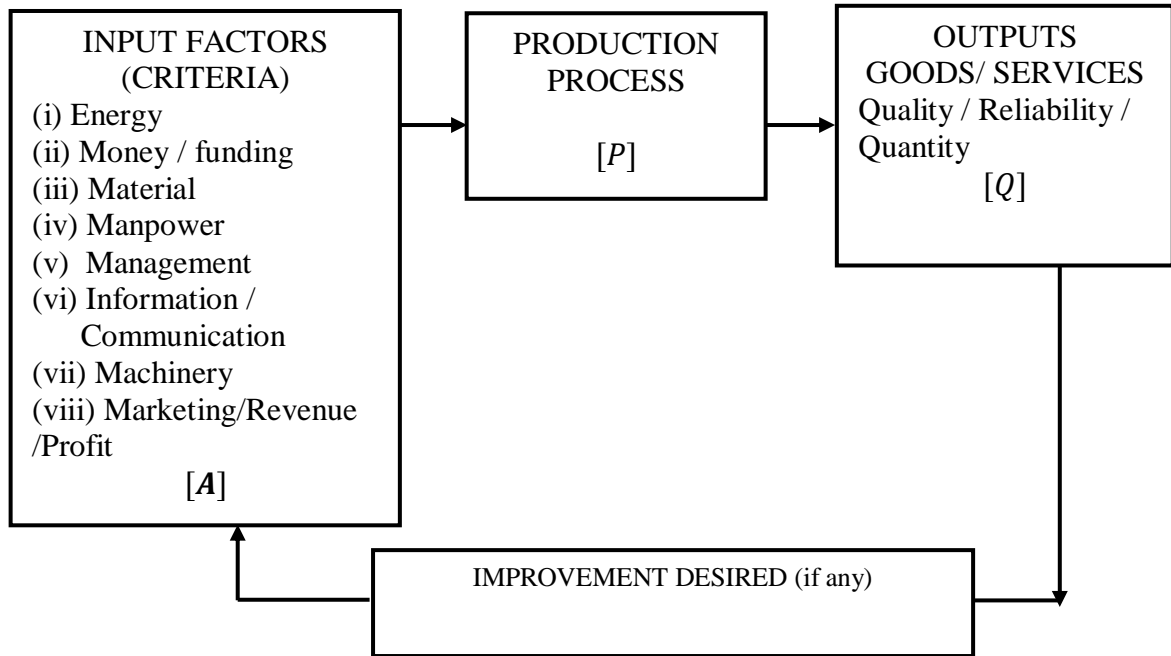 INPUT FACTORS
(CRITERIA)
(i) Energy
(ii) Money / funding
(iii) Material
(iv) Manpower
(v) Management
(vi) Information /
Communication
(vii) Machinery
(viii) Marketing/Revenue
/Profit
[A]
PRODUCTION
PROCESS
[P]
OUTPUTS
GOODS/ SERVICES
Quality / Reliability /
Quantity
[Q]
IMPROVEMENT DESIRED (if any)